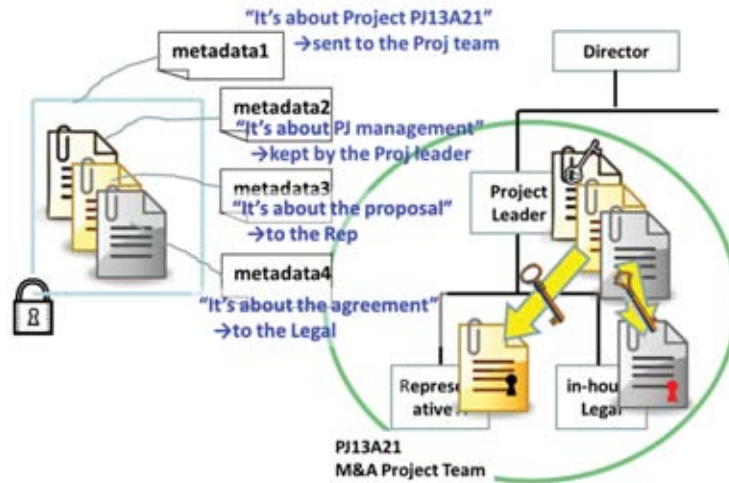 "It's about Project PJ13A21"
→sent to the Proj team
metadata1
Director
metadata2
"It's about PJ management"
→kept by the Proj leader
metadata3
"It's about the proposal"
→to the Rep
Project
Leader
metadata4
"It's about the agreement"
→to the Legal
Represe
ative
in-hou
Legal
PJ13A21
M&A Project Team